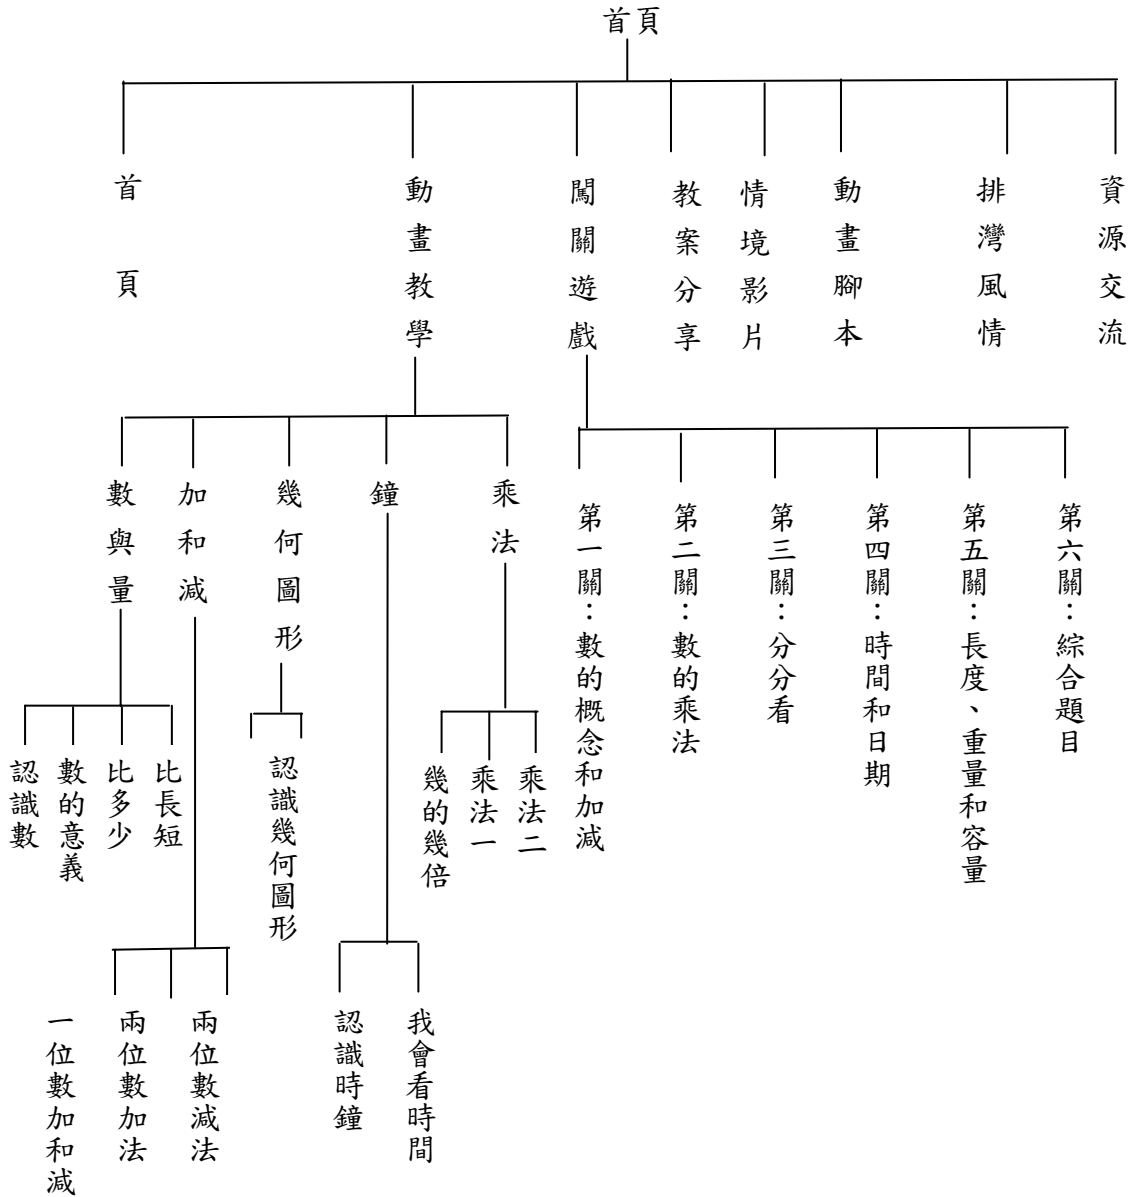 首頁
首頁
動畫教學
闖關遊戲
教案分享
情境影片
動畫腳本
排灣風情
資源交流
數與量
加和減
幾何圖形
鐘
乘法
第一關：數的概念和加減
第二關：數的乘法
第三關：分分看
第四關：時間和日期
第五關：長度、重量和容量
第六關：綜合題目
認識數
數的意義
比多少
比長短
認識幾何圖形
幾的幾倍
乘法一
乘法二
一位數加和減
兩位數加法
兩位數減法
認識時鐘
我會看時間